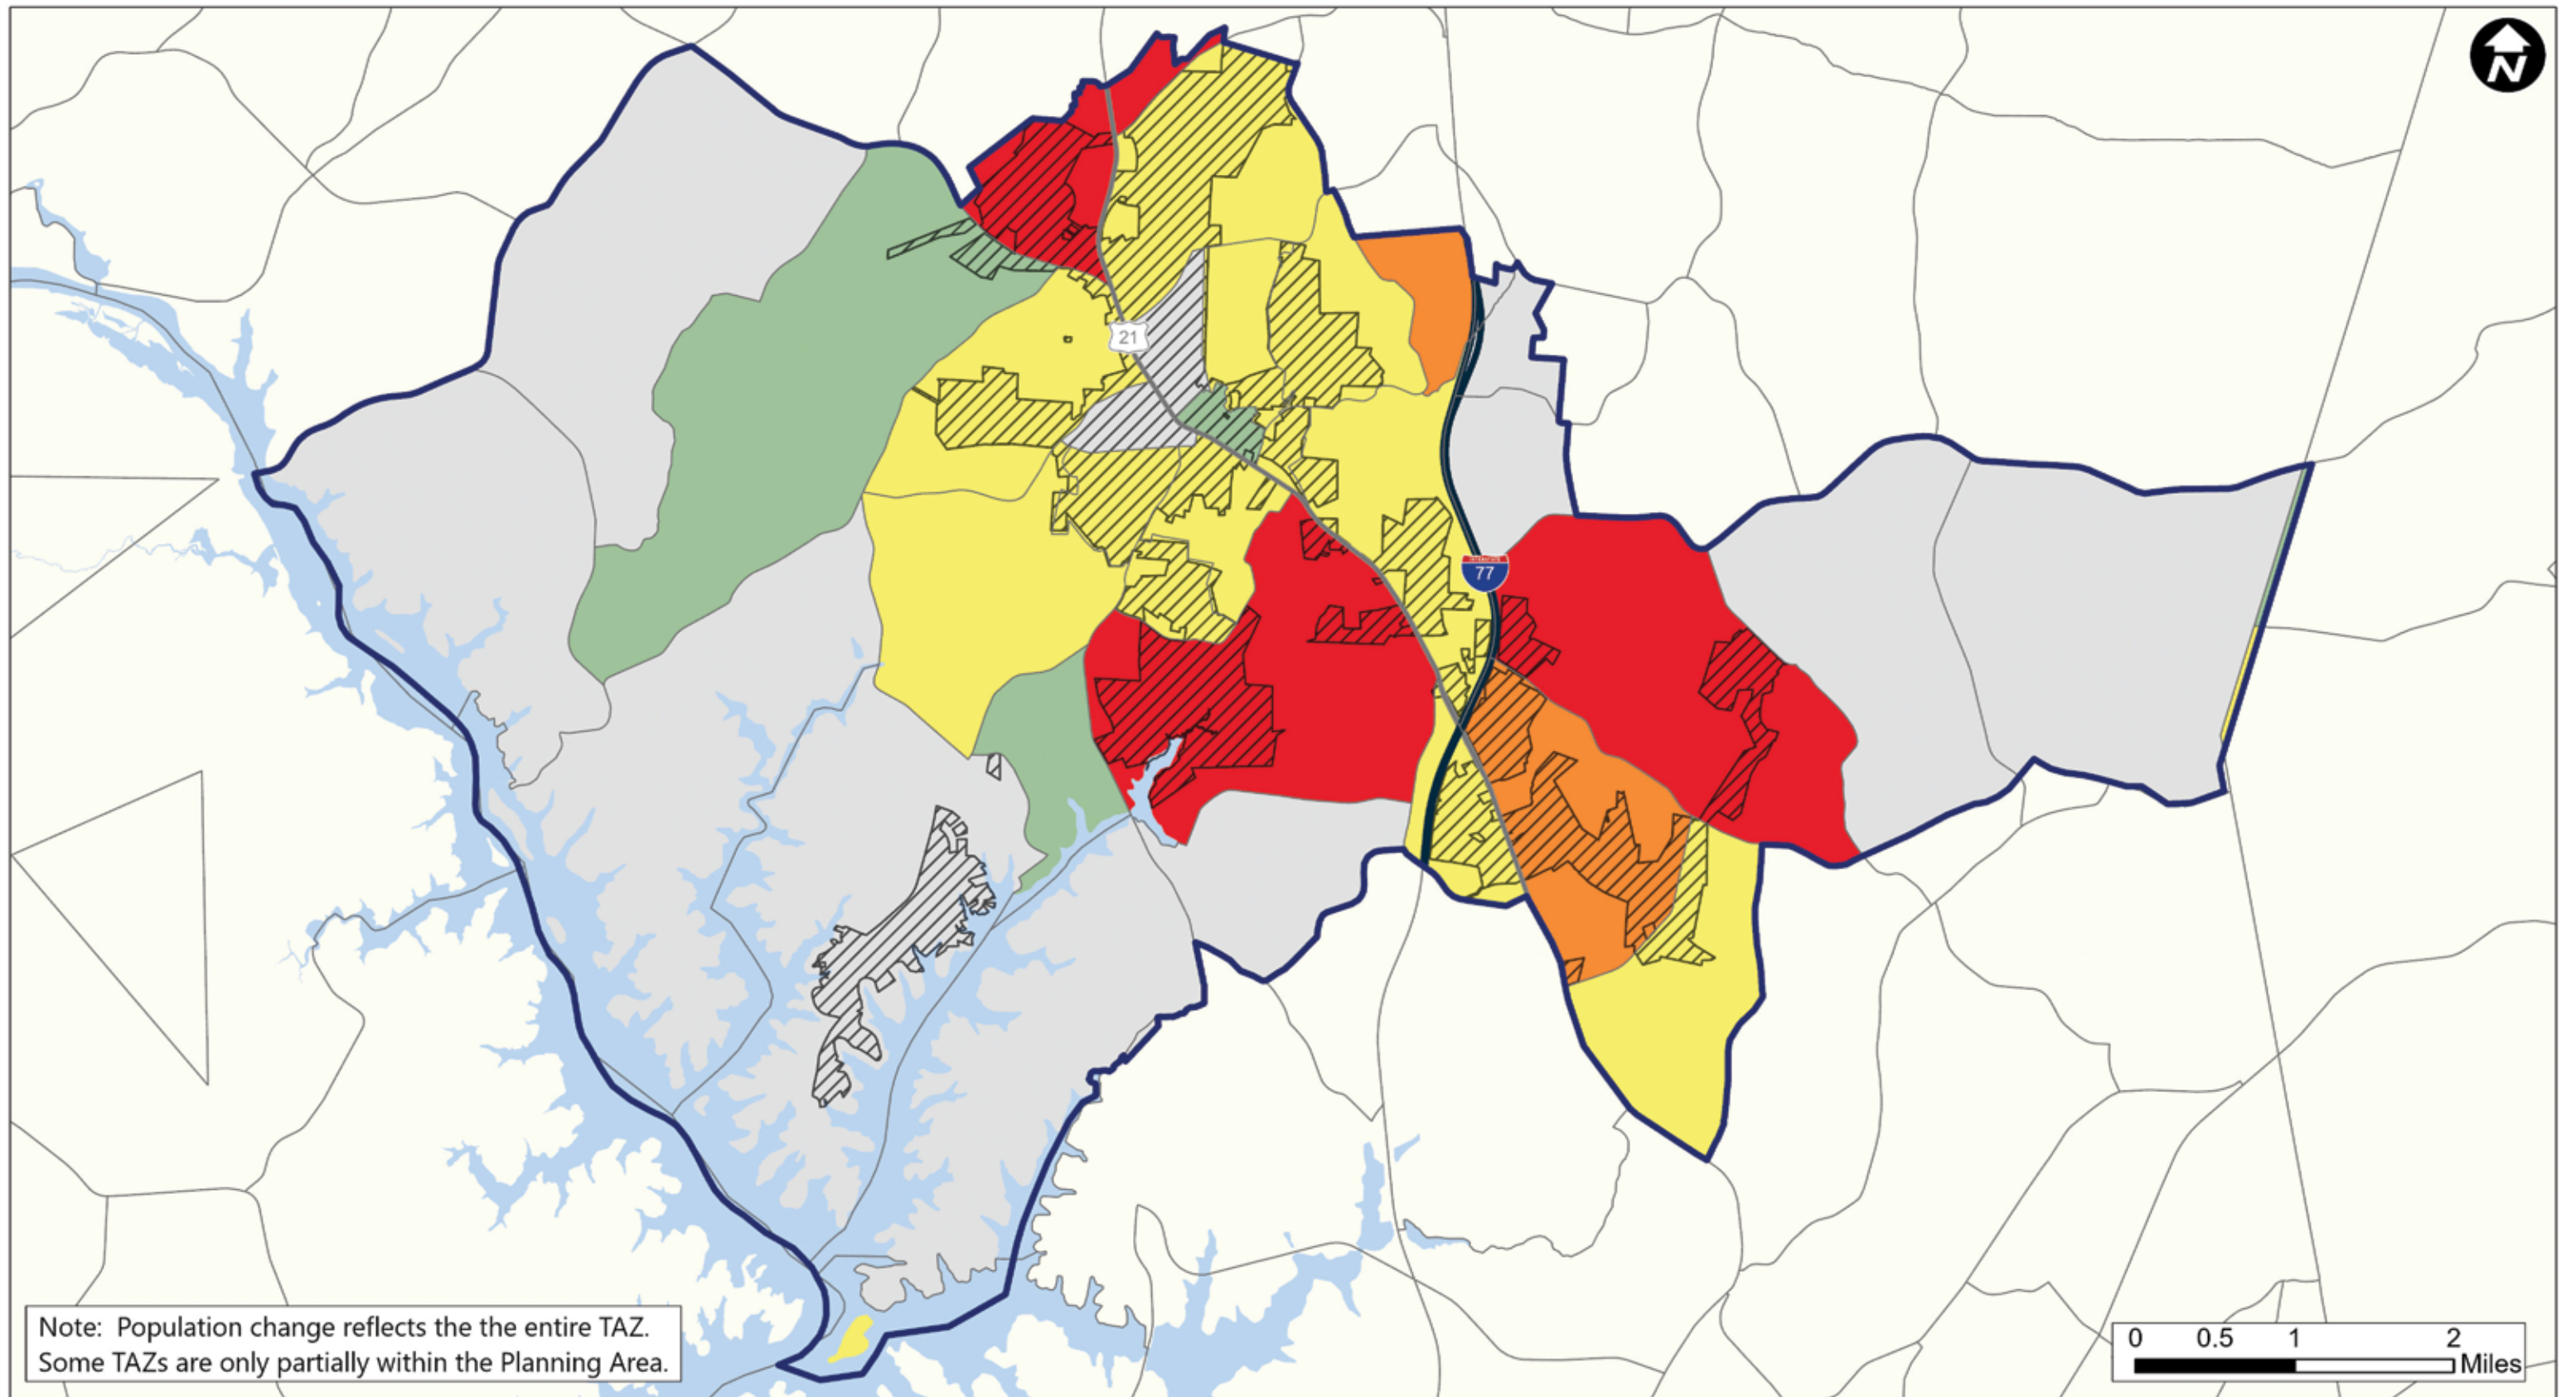 N
21
77
Note: Population change reflects the the entire TAZ.
Some TAZs are only partially within the Planning Area.
0 0.5 1 2
Miles